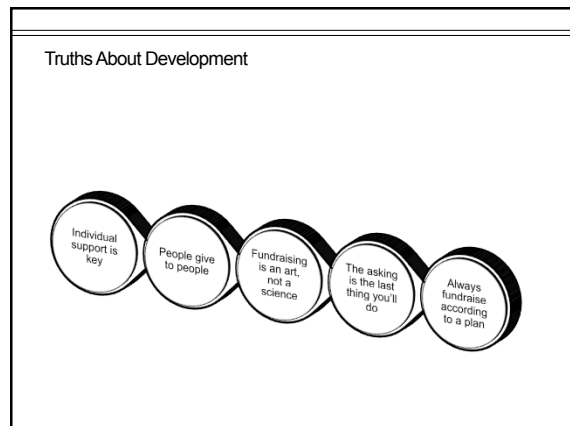 Truths About Development
Individual
support is
key
People give
to people
Fundraising
is an art,
not a
science
The asking
is the last
thing you'll
do
Always
fundraise
according
to a plan